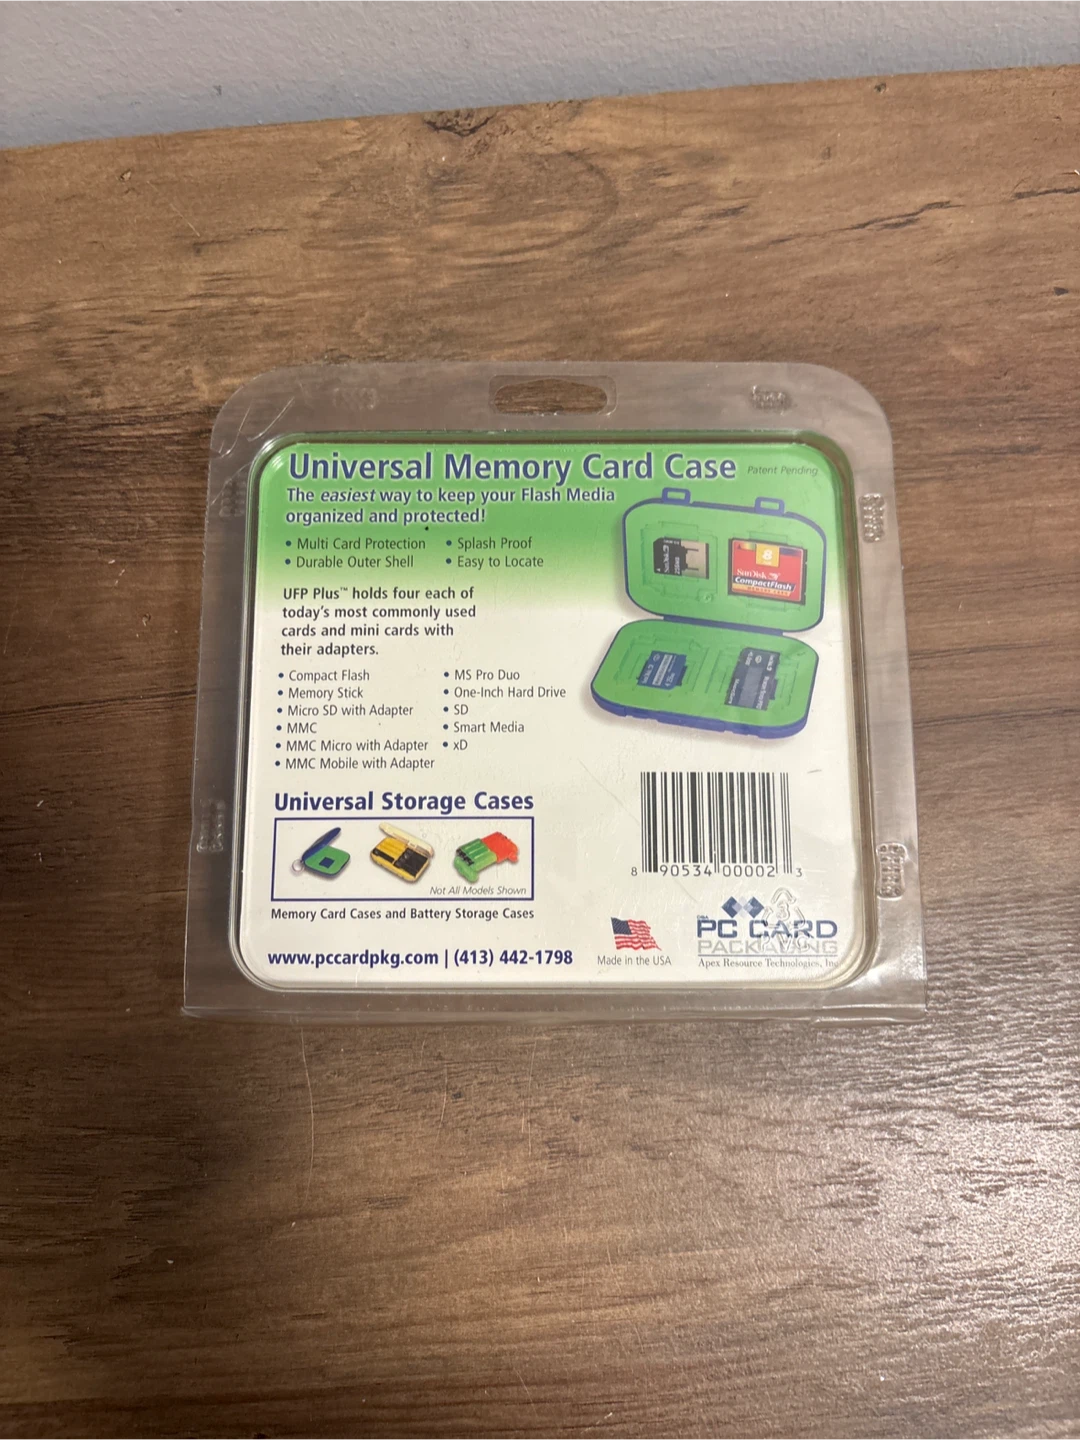 Universal Memory Card Case Patent Pending
The easiest way to keep your Flash Media
organized and protected!
• Multi Card Protection
• Durable Outer Shell
• Splash Proof
• Easy to Locate
UFP Plus™ holds four each of
today's most commonly used
cards and mini cards with
their adapters.
• Compact Flash
• Memory Stick
• Micro SD with Adapter
• MMC
• MMC Micro with Adapter
• MMC Mobile with Adapter
• MS Pro Duo
• One-Inch Hard Drive
• SD
• Smart Media
• xD
8
SanDisk
CompactFlash
Universal Storage Cases
Not All Models Shown
Memory Card Cases and Battery Storage Cases
www.pccardpkg.com | (413) 442-1798
8 90534 00002 3
Made in the USA
PC CARD
PACKAGING
Apex Resource Technologies, Inc